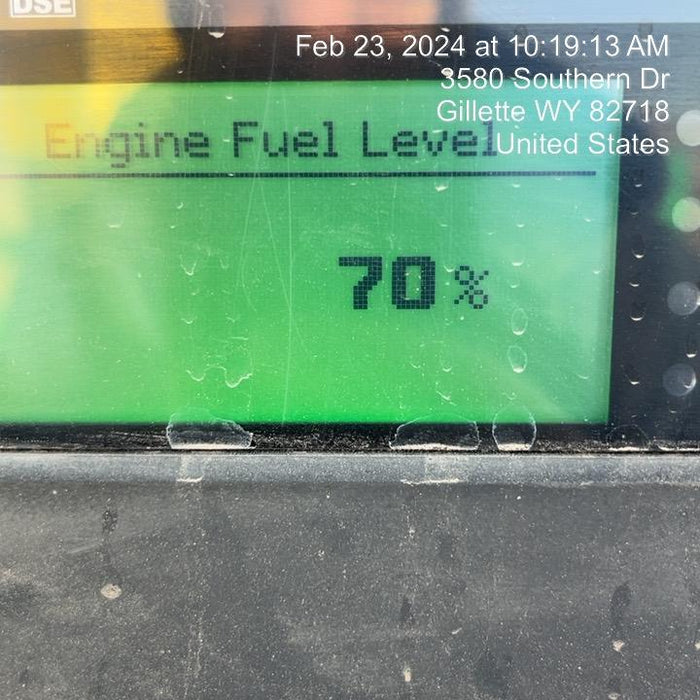 DSE
Feb 23, 2024 at 10:19:13 AM
3580 Southern Dr
Gillette WY 82718
United States
Engine Fuel Level
70%